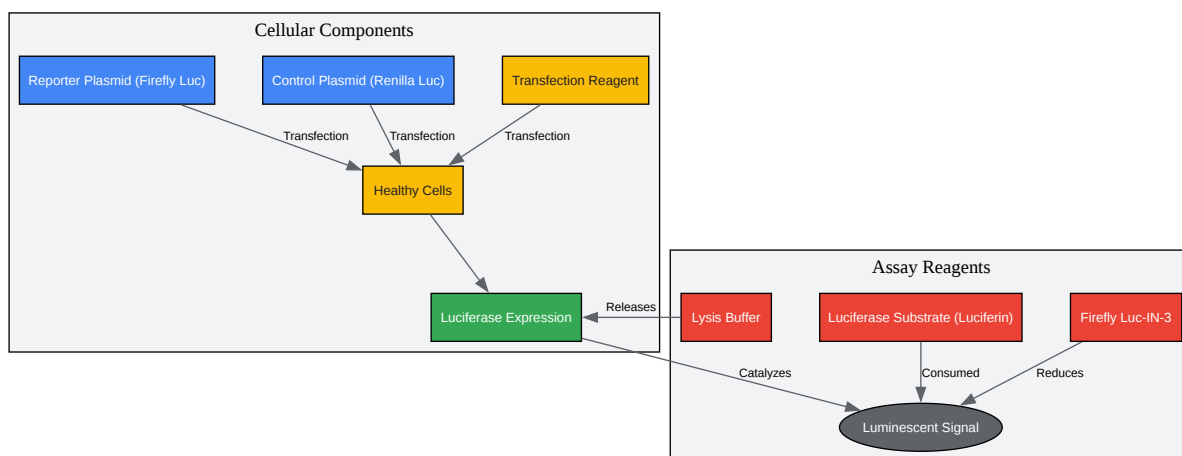 Cellular Components
Reporter Plasmid (Firefly Luc)
Control Plasmid (Renilla Luc)
Transfection Reagent
Transfection
Transfection
Transfection
Healthy Cells
Assay Reagents
Luciferase Expression
Releases
Lysis Buffer
Luciferase Substrate (Luciferin)
Firefly Luc-IN-3
Catalyzes
Consumed
Reduces
Luminescent Signal